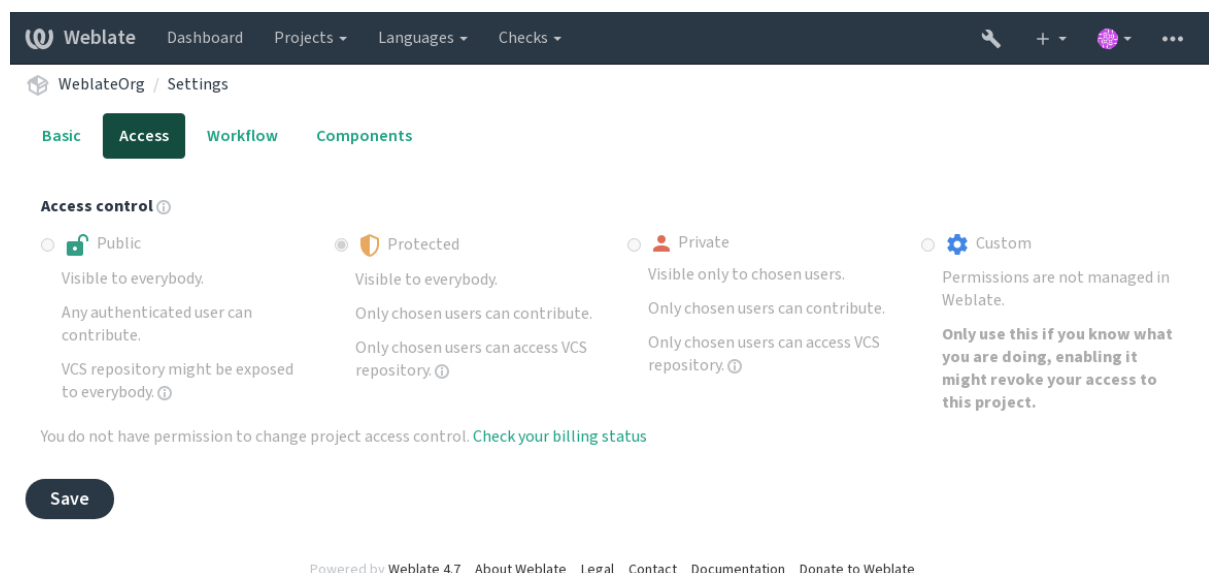 Weblate Dashboard Projects Languages Checks
WeblateOrg / Settings
Basic Access Workflow Components
Access control
Public
Visible to everybody.
Any authenticated user can
contribute.
VCS repository might be exposed
to everybody.
Protected
Visible to everybody.
Only chosen users can contribute.
Only chosen users can access VCS
repository.
Private
Visible only to chosen users.
Only chosen users can contribute.
Only chosen users can access VCS
repository.
Custom
Permissions are not managed in
Weblate.
Only use this if you know what
you are doing, enabling it
might revoke your access to
this project.
You do not have permission to change project access control. Check your billing status
Save
Powered by Weblate 4.7 About Weblate Legal Contact Documentation Donate to Weblate